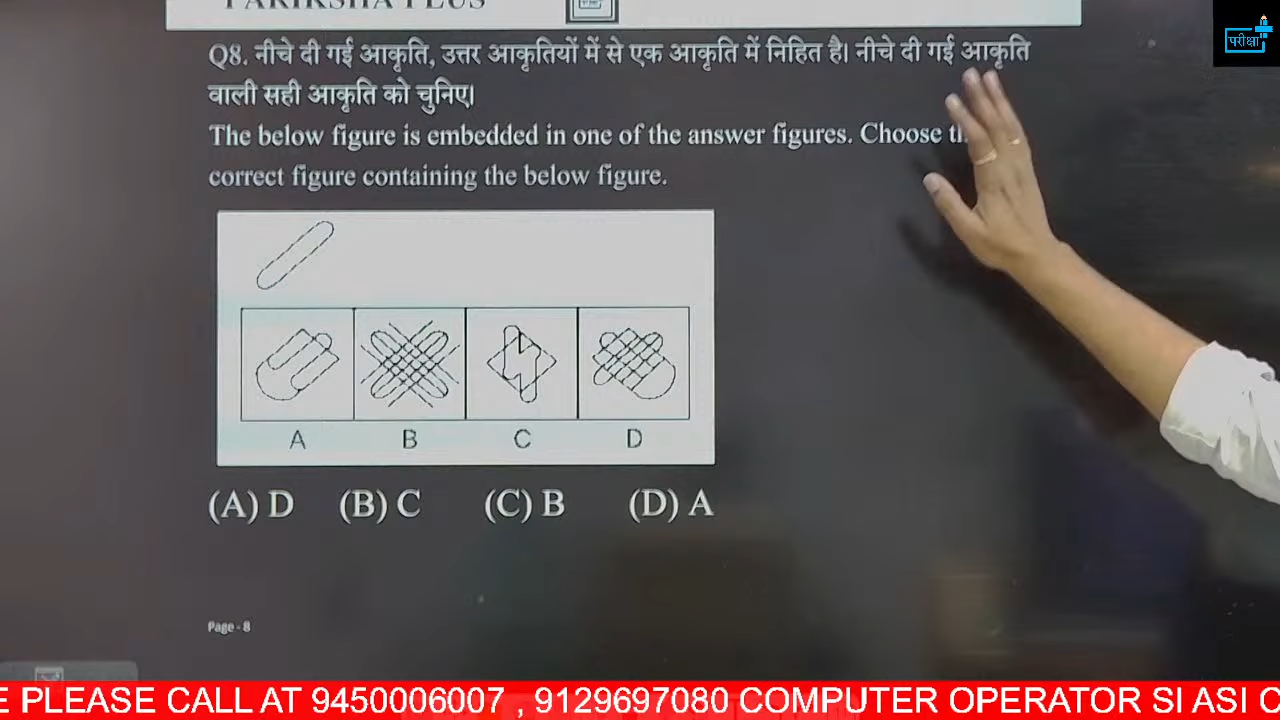 PARIKSHA PLUS
परीक्षा
Q8. नीचे दी गई आकृति, उत्तर आकृतियों में से एक आकृति में निहित है। नीचे दी गई आकृति
वाली सही आकृति को चुनिए।
The below figure is embedded in one of the answer figures. Choose
correct figure containing the below figure.
A B C D
(A) D (B) C (C) B (D) A
Page - 8
PLEASE CALL AT 9450006007 , 9129697080 COMPUTER OPERATOR SI ASI